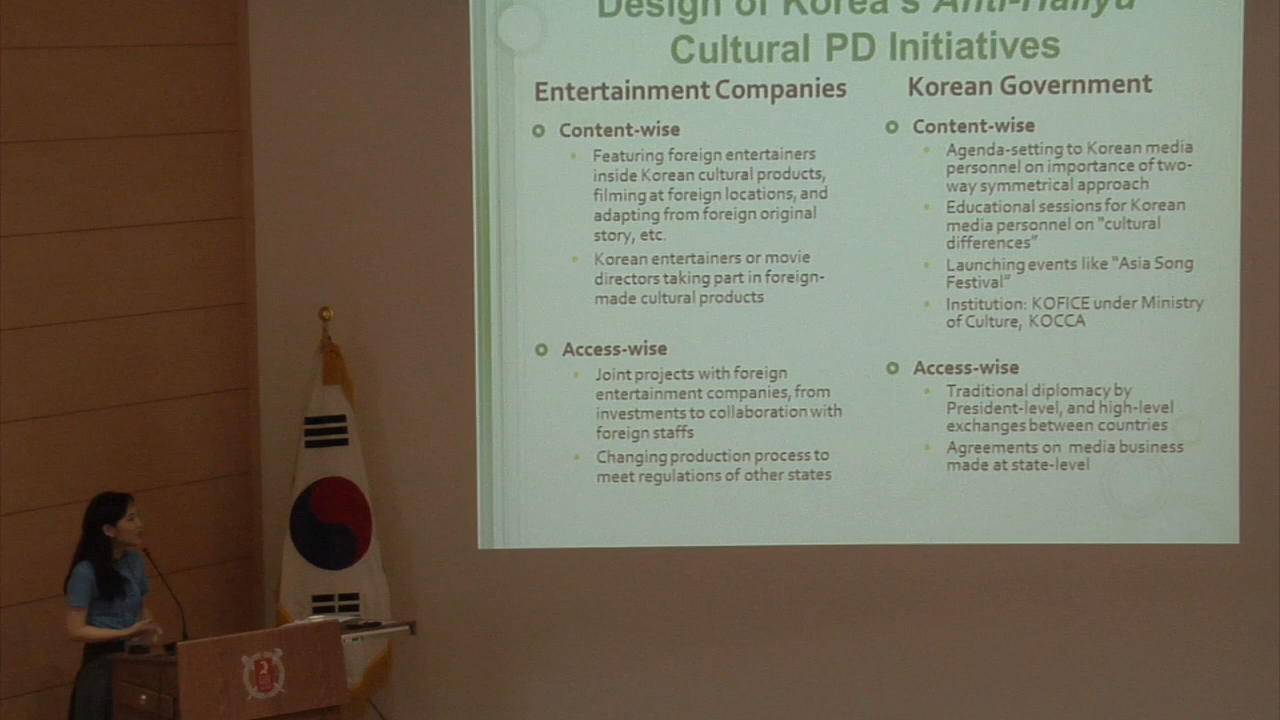 Design of Korea's Anti-Hallyu
Cultural PD Initiatives
Entertainment Companies
Content-wise
Featuring foreign entertainers
inside Korean cultural products,
filming at foreign locations, and
adapting from foreign original
story, etc.
Korean entertainers or movie
directors taking part in foreign-
made cultural products
Access-wise
Joint projects with foreign
entertainment companies, from
investments to collaboration with
foreign staffs
Changing production process to
meet regulations of other states
Korean Government
Content-wise
Agenda-setting to Korean media
personnel on importance of two-
way symmetrical approach
Educational sessions for Korean
media personnel on "cultural
differences"
Launching events like "Asia Song
Festival"
Institution: KOFICE under Ministry
of Culture, KOCCA
Access-wise
Traditional diplomacy by
President-level, and high-level
exchanges between countries
Agreements on media business
made at state-level